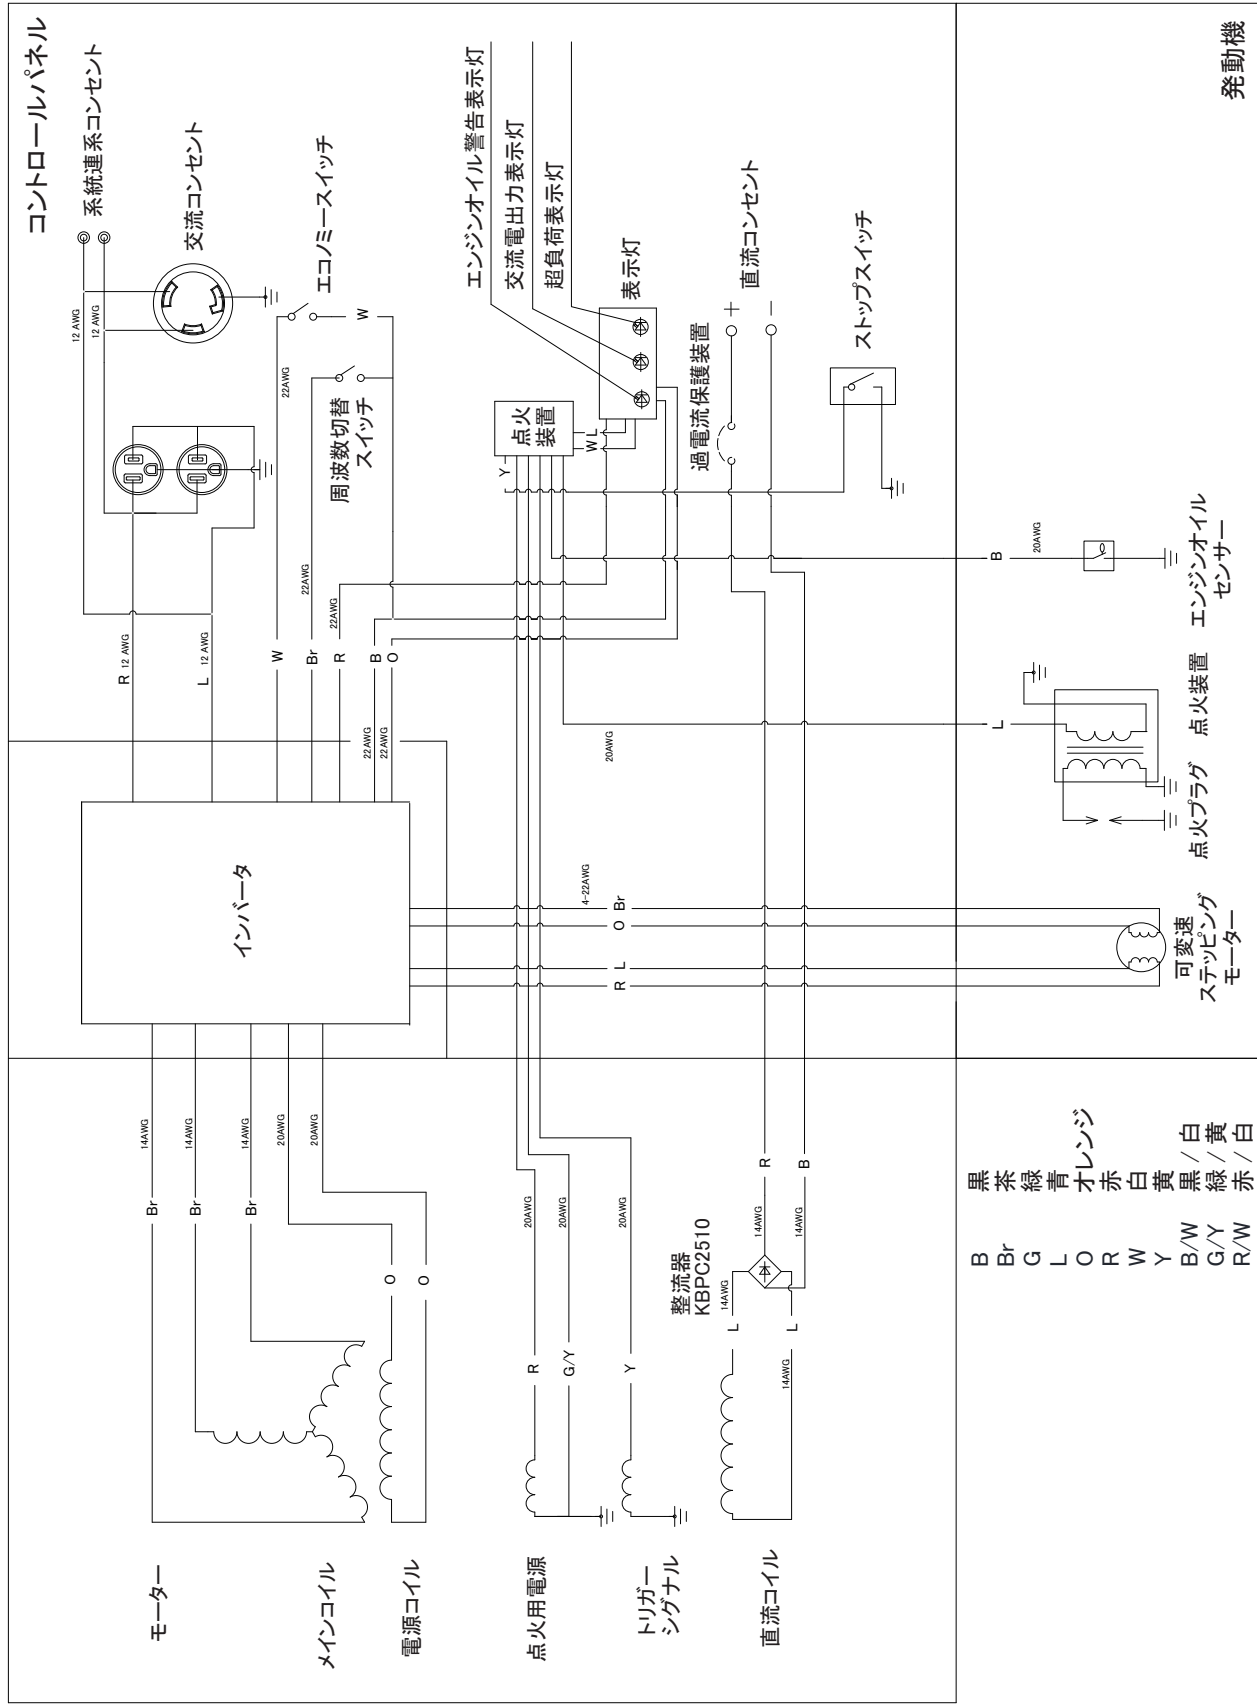 コントロールパネル
系統連系コンセント
交流コンセント
エコノミースイッチ
エンジンオイル警告表示灯
交流電出力表示灯
超負荷表示灯
表示灯
直流コンセント
ストップスイッチ
発動機
12 AWG
12 AWG
W
22AWG
周波数切替
スイッチ
点火
装置
Y
WL
W
過電流保護装置
+
−
R 12 AWG
L 12 AWG
W
Br
22AWG
R
22AWG
B
O
22AWG
22AWG
20AWG
B
20AWG
エンジンオイル
センサー
L
点火装置
点火プラグ
インバータ
4-22AWG
Br
O
L
R
可変速
ステッピング
モーター
14AWG
14AWG
14AWG
20AWG
20AWG
Br
Br
Br
O
O
20AWG
20AWG
20AWG
R
G/Y
Y
R
B
14AWG
14AWG
整流器
KBPC2510
14AWG
L
L
14AWG
モーター
メインコイル
電源コイル
点火用電源
トリガー
シグナル
直流コイル
B 黒
Br 茶
G 緑
L 青
O オレンジ
R 赤
W 白
Y 黄
B/W 黒/白
G/Y 緑/黄
R/W 赤/白